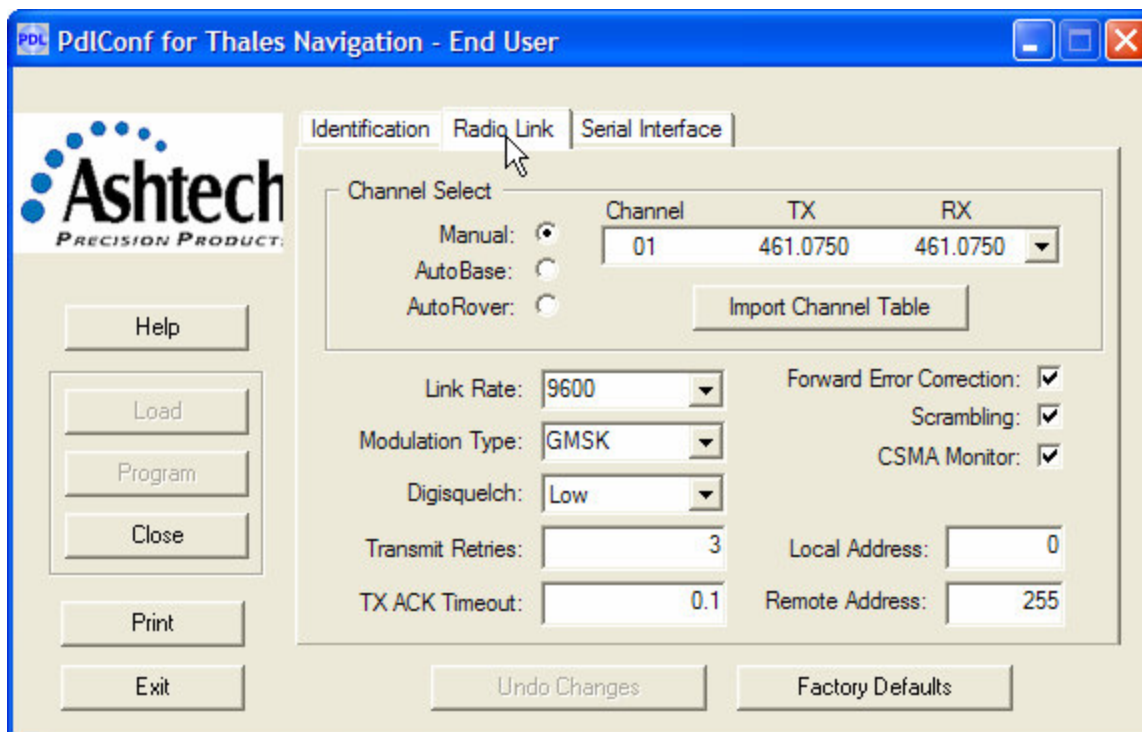 PDL PdlConf for Thales Navigation - End User
Ashtech
PRECISION PRODUCT
Identification Radio Link Serial Interface
Channel Select
Channel TX RX
Manual: 01 461.0750 461.0750
AutoBase:
AutoRover:
Import Channel Table
Help
Load
Program
Close
Print
Exit
Link Rate: 9600
Modulation Type: GMSK
Digisquelch: Low
Transmit Retries: 3
TX ACK Timeout: 0.1
Forward Error Correction:
Scrambling:
CSMA Monitor:
Local Address: 0
Remote Address: 255
Undo Changes
Factory Defaults